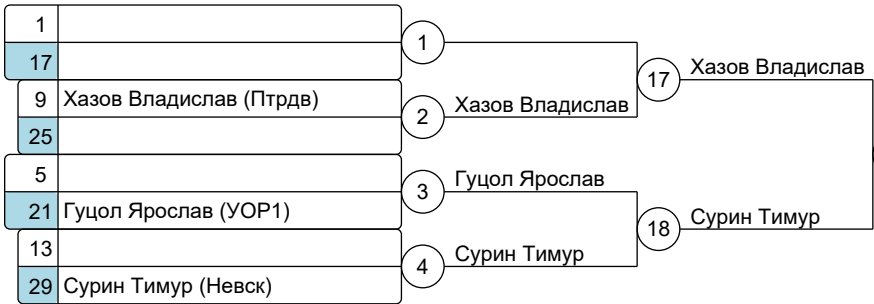 1
17
1
9 Хазов Владислав (Птрдв)
25
2
Хазов Владислав
17
Хазов Владислав
5
21 Гуцол Ярослав (УОР1)
3
Гуцол Ярослав
13
29 Сурин Тимур (Невск)
4
Сурин Тимур
18
Сурин Тимур